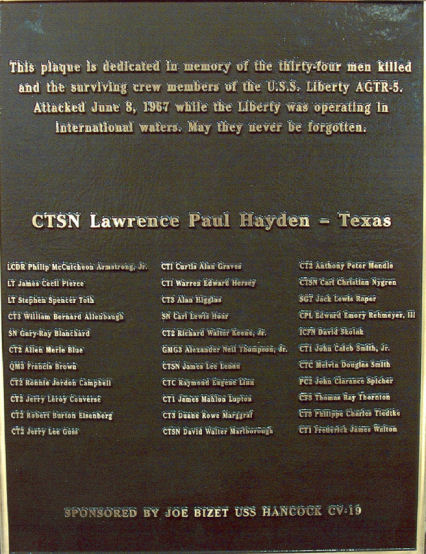 This plaque is dedicated in memory of the thirty-four men killed
and the surviving crew members of the U.S.S. Liberty AGTR-5.
Attacked June 8, 1967 while the Liberty was operating in
international waters. May they never be forgotten.
CTSN Lawrence Paul Hayden – Texas
LCDR Philip McCutcheon Armstrong, Jr.
LT James Cecil Pierce
LT Stephen Spencer Toth
CT3 William Bernard Allenbaugh
SN Gary-Ray Blanchard
CT2 Allen Merle Blue
QM3 Francis Brown
CT2 Ronnie Jordon Campbell
CT2 Jerry Leroy Converse
CT2 Robert Burton Eisenberg
CT2 Jerry Lee Goss
CT1 Curtis Alan Graves
CT1 Warren Edward Hersey
CT3 Alan Higgins
SN Carl Lewis Hoar
CT2 Richard Walter Keene, Jr.
GMG3 Alexander Neil Thompson, Jr.
CTSN James Lee Lenau
CTC Raymond Eugene Linn
CT1 James Mahlon Lupton
CT3 Duane Rowe Marggraf
CTSN David Walter Marlborough
CT2 Anthony Peter Mendle
CTSN Carl Christian Nygren
SGT Jack Lewis Raper
CPL Edward Emory Rehmeyer, III
ICFN David Skolak
CT1 John Caleb Smith, Jr.
CTC Melvin Douglas Smith
PC2 John Clarance Spicher
CT3 Thomas Ray Thornton
CT3 Philippe Charles Tiedtke
CT1 Frederick James Walton
SPONSORED BY JOE BIZET USS HANCOCK CV-19